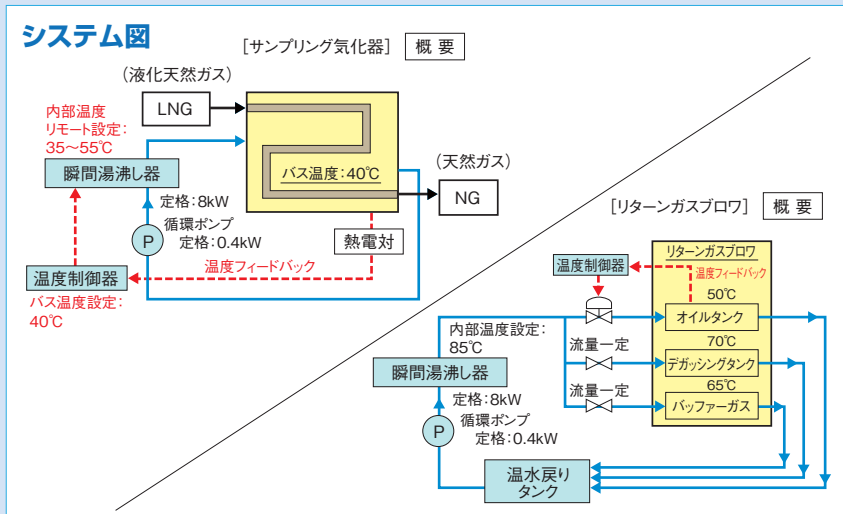 システム図
[サンプリング気化器] 概 要
(液化天然ガス)
LNG
内部温度
リモート設定:
35〜55℃
瞬間湯沸し器
定格:8kW
循環ポンプ
定格:0.4kW
P
バス温度:40℃
(天然ガス)
NG
熱電対
温度フィードバック
温度制御器
バス温度設定:
40℃
[リターンガスブロワ] 概 要
リターンガスブロワ
温度制御器
温度フィードバック
50℃
オイルタンク
内部温度設定:
85℃
流量一定
70℃
デガッシングタンク
瞬間湯沸し器
流量一定
65℃
バッファーガス
定格:8kW
循環ポンプ
定格:0.4kW
P
温水戻り
タンク